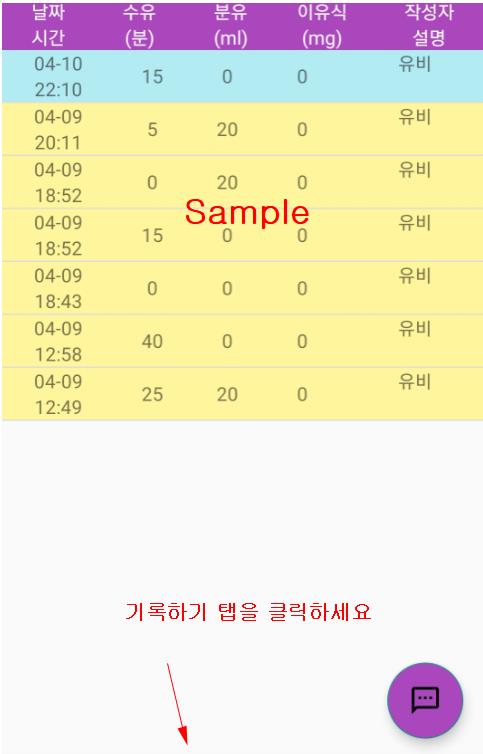 날짜 수유 분유 이유식 작성자
시간 (분) (ml) (mg) 설명
04-10 22:10 15 0 0 유비
04-09 20:11 5 20 0 유비
04-09 18:52 0 20 0 유비
Sample
04-09 18:52 15 0 0 유비
04-09 18:43 0 0 0 유비
04-09 12:58 40 0 0 유비
04-09 12:49 25 20 0 유비
기록하기 탭을 클릭하세요